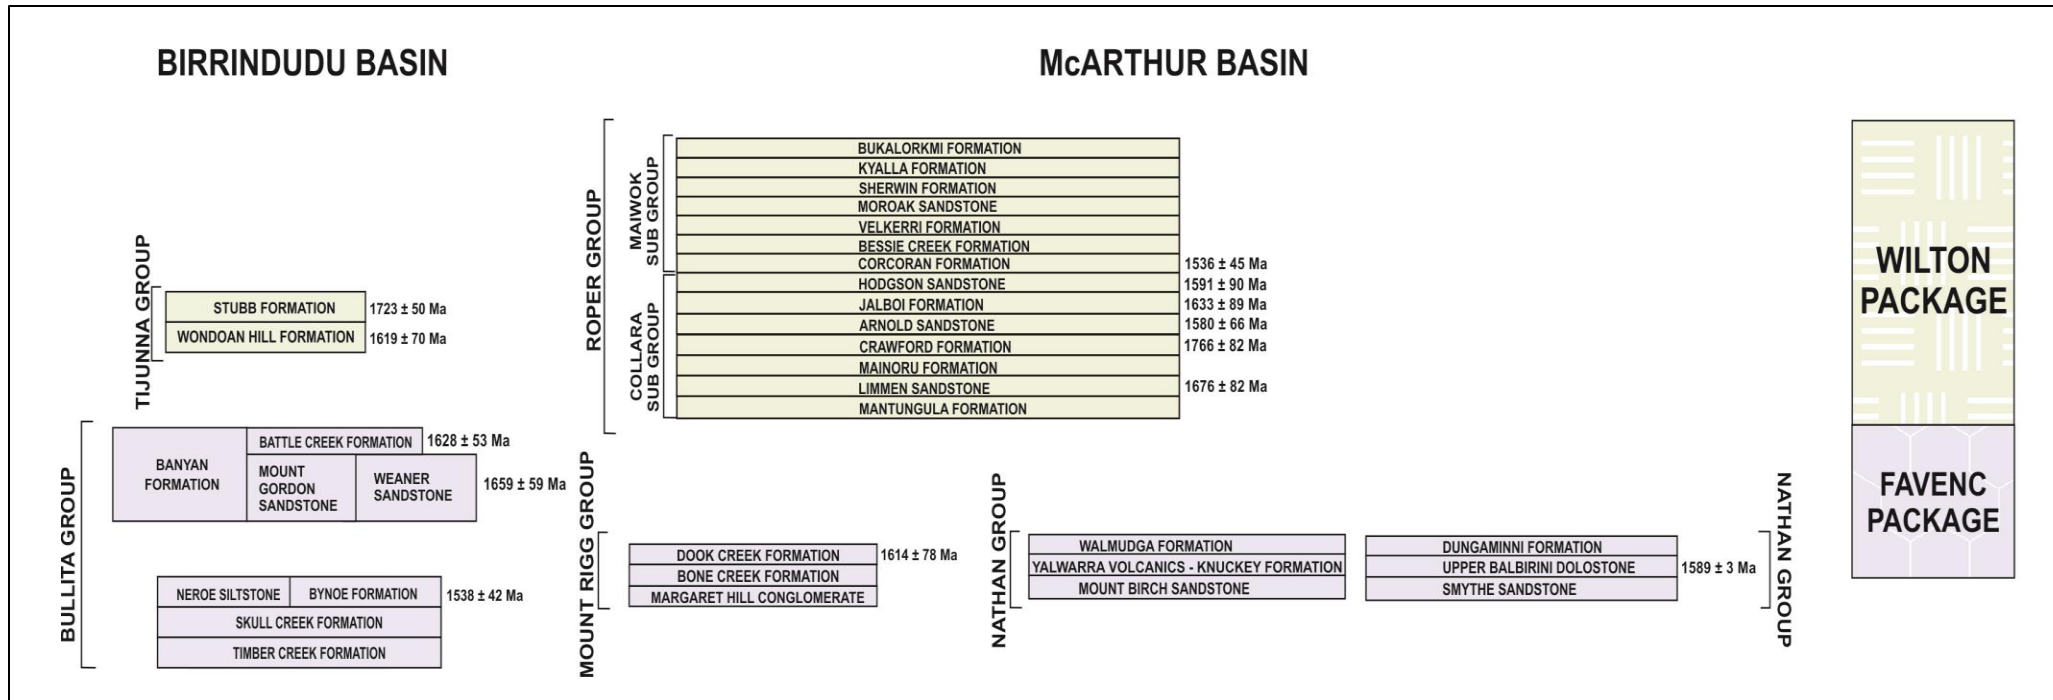 BIRRINDUDU BASIN
McARTHUR BASIN
TIJUNNA GROUP
STUBB FORMATION
1723 ± 50 Ma
WONDOAN HILL FORMATION
1619 ± 70 Ma
BULLITA GROUP
BANYAN
FORMATION
BATTLE CREEK FORMATION
1628 ± 53 Ma
MOUNT
GORDON
SANDSTONE
WEANER
SANDSTONE
1659 ± 59 Ma
NEROE SILTSTONE
BYNOE FORMATION
1538 ± 42 Ma
SKULL CREEK FORMATION
TIMBER CREEK FORMATION
ROPER GROUP
MAIWOK
SUB GROUP
BUKALORKMI FORMATION
KYALLA FORMATION
SHERWIN FORMATION
MOROAK SANDSTONE
VELKERRI FORMATION
BESSIE CREEK FORMATION
CORCORAN FORMATION
1536 ± 45 Ma
COLLARA
SUB GROUP
HODGSON SANDSTONE
1591 ± 90 Ma
JALBOI FORMATION
1633 ± 89 Ma
ARNOLD SANDSTONE
1580 ± 66 Ma
CRAWFORD FORMATION
1766 ± 82 Ma
MAINORU FORMATION
LIMMEN SANDSTONE
1676 ± 82 Ma
MANTUNGULA FORMATION
MOUNT RIGG GROUP
DOOK CREEK FORMATION
1614 ± 78 Ma
BONE CREEK FORMATION
MARGARET HILL CONGLOMERATE
NATHAN GROUP
WALMUDGA FORMATION
YALWARRA VOLCANICS - KNUCKEY FORMATION
MOUNT BIRCH SANDSTONE
DUNGAMINNI FORMATION
UPPER BALBIRINI DOLOSTONE
1589 ± 3 Ma
SMYTHE SANDSTONE
NATHAN GROUP
WILTON
PACKAGE
FAVENC
PACKAGE